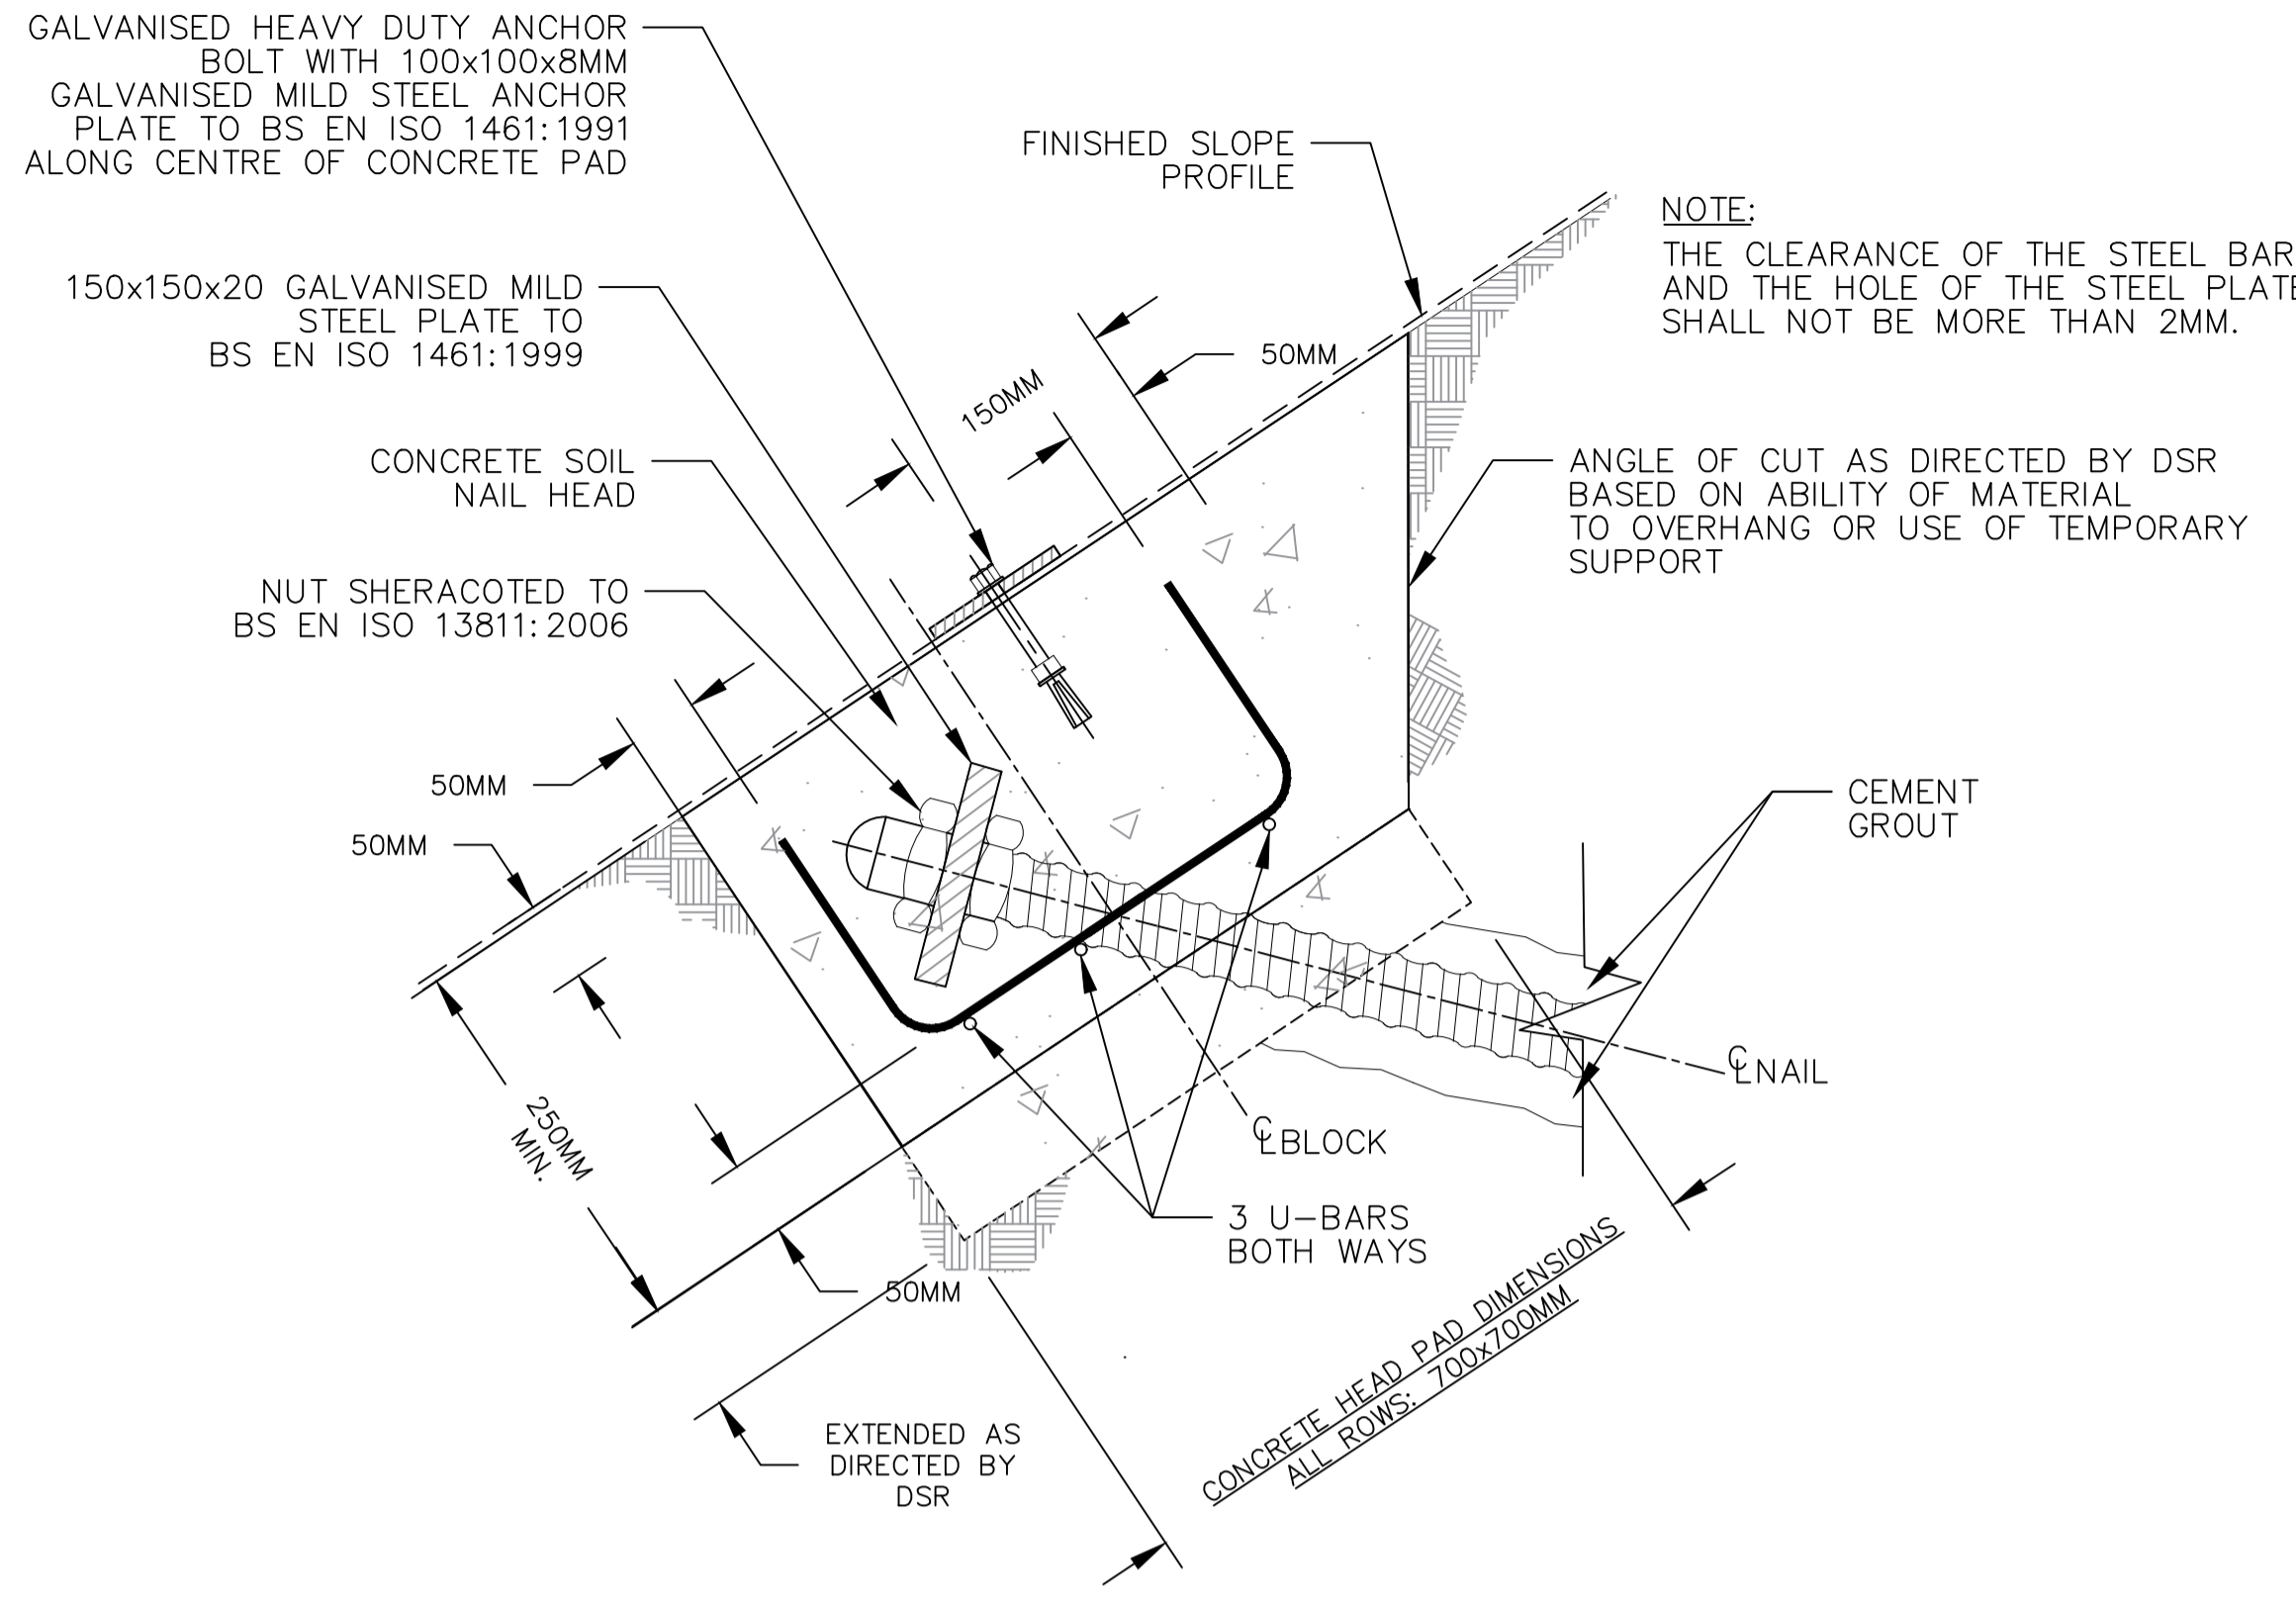 GALVANISED HEAVY DUTY ANCHOR
BOLT WITH 100x100x8MM
GALVANISED MILD STEEL ANCHOR
PLATE TO BS EN ISO 1461:1991
ALONG CENTRE OF CONCRETE PAD
FINISHED SLOPE
PROFILE
NOTE:
THE CLEARANCE OF THE STEEL BAR
AND THE HOLE OF THE STEEL PLATE
SHALL NOT BE MORE THAN 2MM.
150x150x20 GALVANISED MILD
STEEL PLATE TO
BS EN ISO 1461:1999
50MM
150MM
CONCRETE SOIL
NAIL HEAD
ANGLE OF CUT AS DIRECTED BY DSR
BASED ON ABILITY OF MATERIAL
TO OVERHANG OR USE OF TEMPORARY
SUPPORT
NUT SHERACOTED TO
BS EN ISO 13811:2006
50MM
50MM
CEMENT
GROUT
℄ NAIL
250MM
MIN.
℄ BLOCK
3 U-BARS
BOTH WAYS
50MM
CONCRETE HEAD PAD DIMENSIONS
ALL ROWS: 700x700MM
EXTENDED AS
DIRECTED BY
DSR